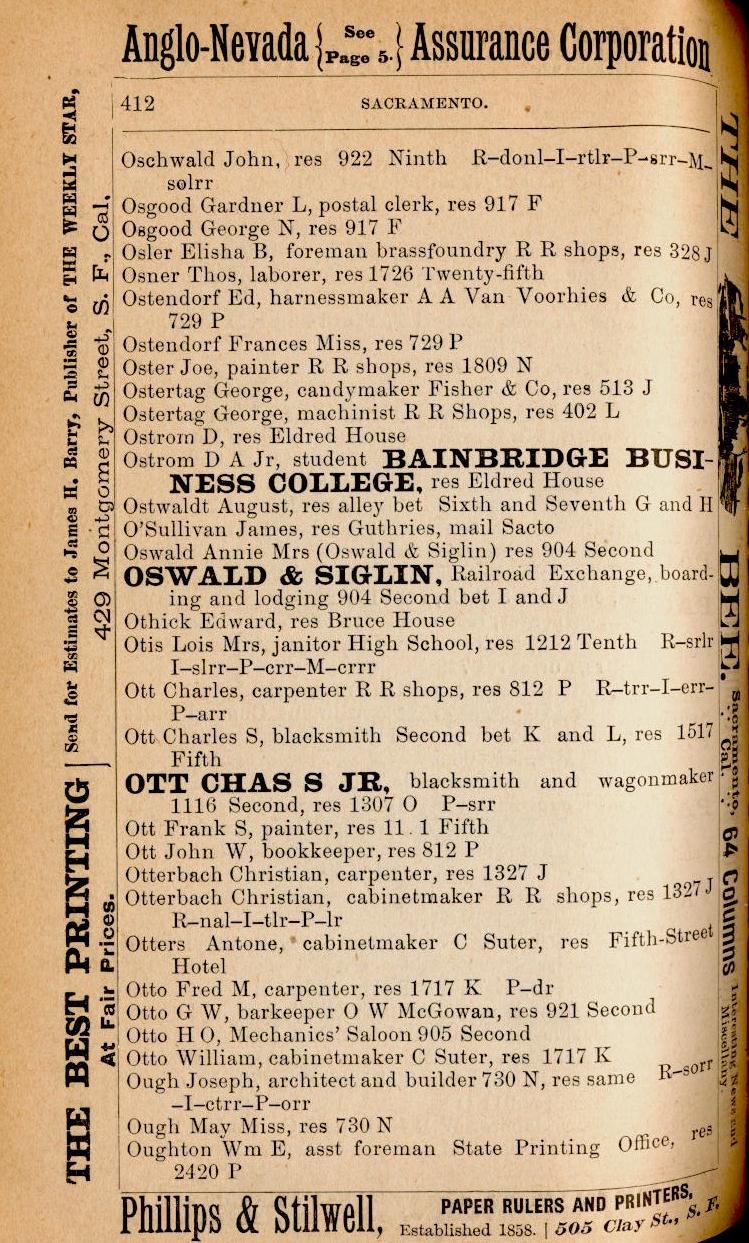 Anglo-Nevada {See Page 5.} Assurance Corporation
412 SACRAMENTO.
Oschwald John, res 922 Ninth R-donl-I-rtlr-P-srr-M-
solrr
Osgood Gardner L, postal clerk, res 917 F
Osgood George N, res 917 F
Osler Elisha B, foreman brassfoundry R R shops, res 328 J
Osner Thos, laborer, res 1726 Twenty-fifth
Ostendorf Ed, harnessmaker A A Van Voorhies & Co, res
729 P
Ostendorf Frances Miss, res 729 P
Oster Joe, painter R R shops, res 1809 N
Ostertag George, candymaker Fisher & Co, res 513 J
Ostertag George, machinist R R Shops, res 402 L
Ostrom D, res Eldred House
Ostrom D A Jr, student BAINBRIDGE BUSI-
NESS COLLEGE, res Eldred House
Ostwaldt August, res alley bet Sixth and Seventh G and H
O'Sullivan James, res Guthries, mail Sacto
Oswald Annie Mrs (Oswald & Siglin) res 904 Second
OSWALD & SIGLIN, Railroad Exchange, board-
ing and lodging 904 Second bet I and J
Othick Edward, res Bruce House
Otis Lois Mrs, janitor High School, res 1212 Tenth R-srlr
I-slrr-P-crr-M-crrr
Ott Charles, carpenter R R shops, res 812 P R-trr-I-err-
P-arr
Ott Charles S, blacksmith Second bet K and L, res 1517
Fifth
OTT CHAS S JR, blacksmith and wagonmaker
1116 Second, res 1307 O P-srr
Ott Frank S, painter, res 11.1 Fifth
Ott John W, bookkeeper, res 812 P
Otterbach Christian, carpenter, res 1327 J
Otterbach Christian, cabinetmaker R R shops, res 1327 J
R-nal-I-tlr-P-lr
Otters Antone, cabinetmaker C Suter, res Fifth-Street
Hotel
Otto Fred M, carpenter, res 1717 K P-dr
Otto G W, barkeeper O W McGowan, res 921 Second
Otto H O, Mechanics' Saloon 905 Second
Otto William, cabinetmaker C Suter, res 1717 K
Ough Joseph, architect and builder 730 N, res same R-sorr
-I-ctrr-P-orr
Ough May Miss, res 730 N
Oughton Wm E, asst foreman State Printing Office, res
2420 P
Phillips & Stilwell, PAPER RULERS AND PRINTERS,
Established 1858. | 505 Clay St., S. F.
THE BEST PRINTING
At Fair Prices.
Send for Estimates to James H. Barry, Publisher of THE WEEKLY STAR,
429 Montgomery Street, S. F., Cal,
THE BEE.
Sacramento, Cal.
64 Columns
Interesting News and
Miscellany.